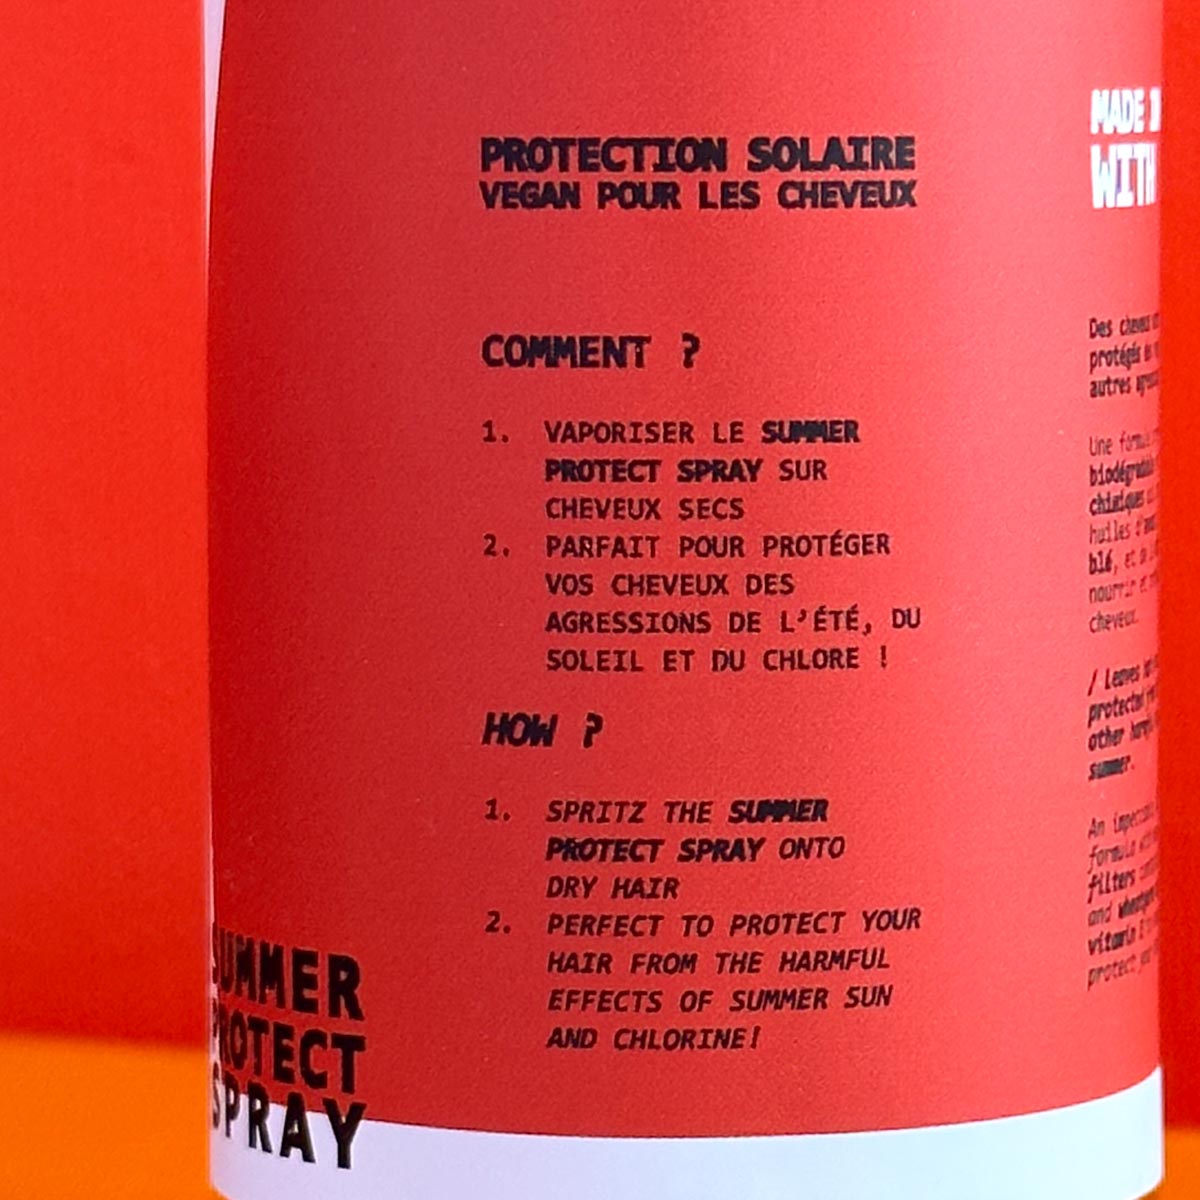 PROTECTION SOLAIRE
VEGAN POUR LES CHEVEUX
COMMENT ?
1. VAPORISER LE SUMMER
PROTECT SPRAY SUR
CHEVEUX SECS
2. PARFAIT POUR PROTÉGER
VOS CHEVEUX DES
AGRESSIONS DE L'ÉTÉ, DU
SOLEIL ET DU CHLORE !
HOW ?
1. SPRITZ THE SUMMER
PROTECT SPRAY ONTO
DRY HAIR
2. PERFECT TO PROTECT YOUR
HAIR FROM THE HARMFUL
EFFECTS OF SUMMER SUN
AND CHLORINE!
SUMMER
PROTECT
SPRAY
MADE
WITH
Des
protégés
autres
Une
huiles
blé, et
nourrir
cheveux.
/ Leaves
protected
other
summer.
An
formula
filters
and
protect